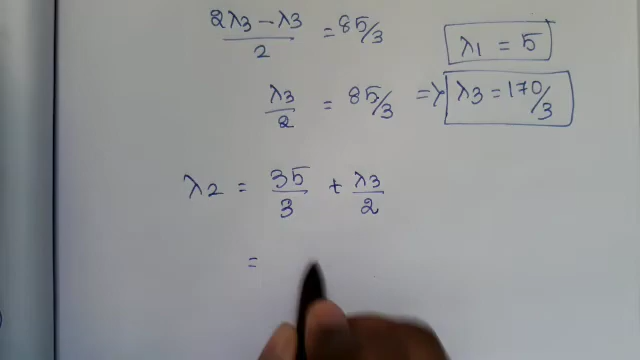 2λ3 − λ3 / 2 = 85/3
λ1 = 5
λ3 / 2 = 85/3 => λ3 = 170/3
λ2 = 35/3 + λ3/2
=